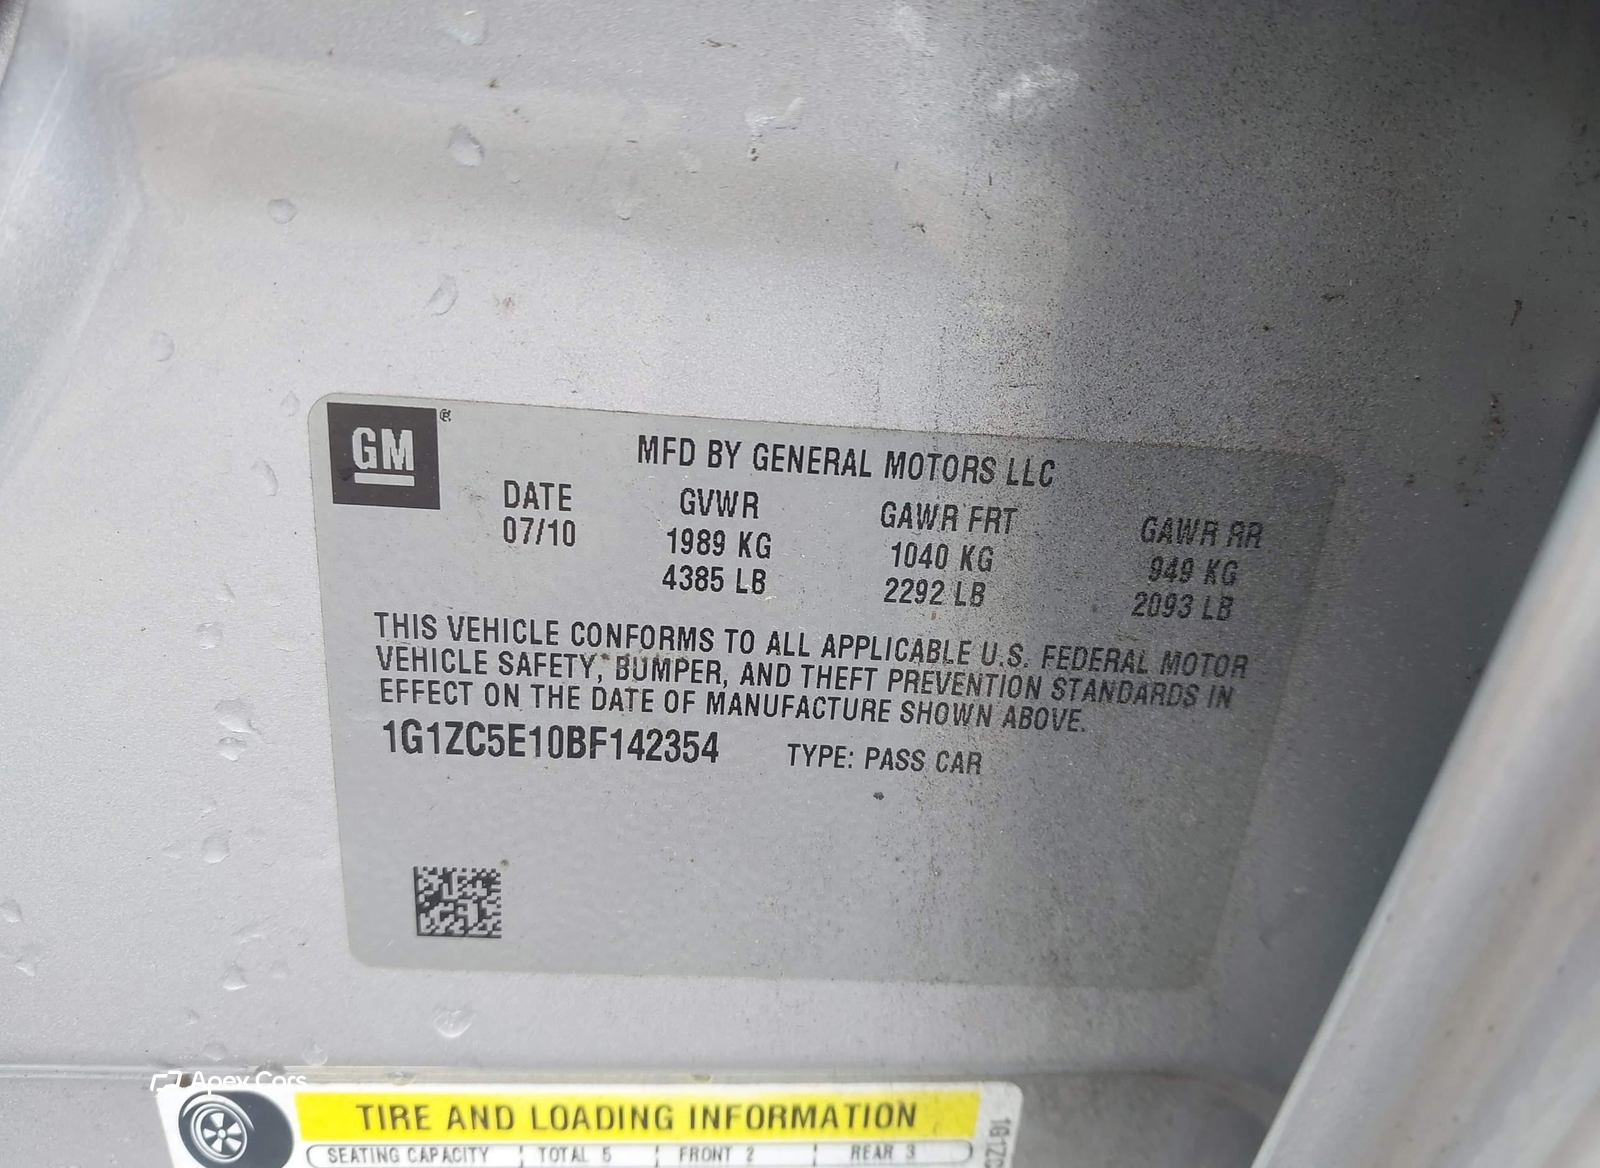 GM ®
MFD BY GENERAL MOTORS LLC
DATE GVWR GAWR FRT GAWR RR
07/10 1989 KG 1040 KG 949 KG
4385 LB 2292 LB 2093 LB
THIS VEHICLE CONFORMS TO ALL APPLICABLE U.S. FEDERAL MOTOR
VEHICLE SAFETY, BUMPER, AND THEFT PREVENTION STANDARDS IN
EFFECT ON THE DATE OF MANUFACTURE SHOWN ABOVE.
1G1ZC5E10BF142354 TYPE: PASS CAR
Apex Cars
TIRE AND LOADING INFORMATION
SEATING CAPACITY TOTAL 5 FRONT 2 REAR 3